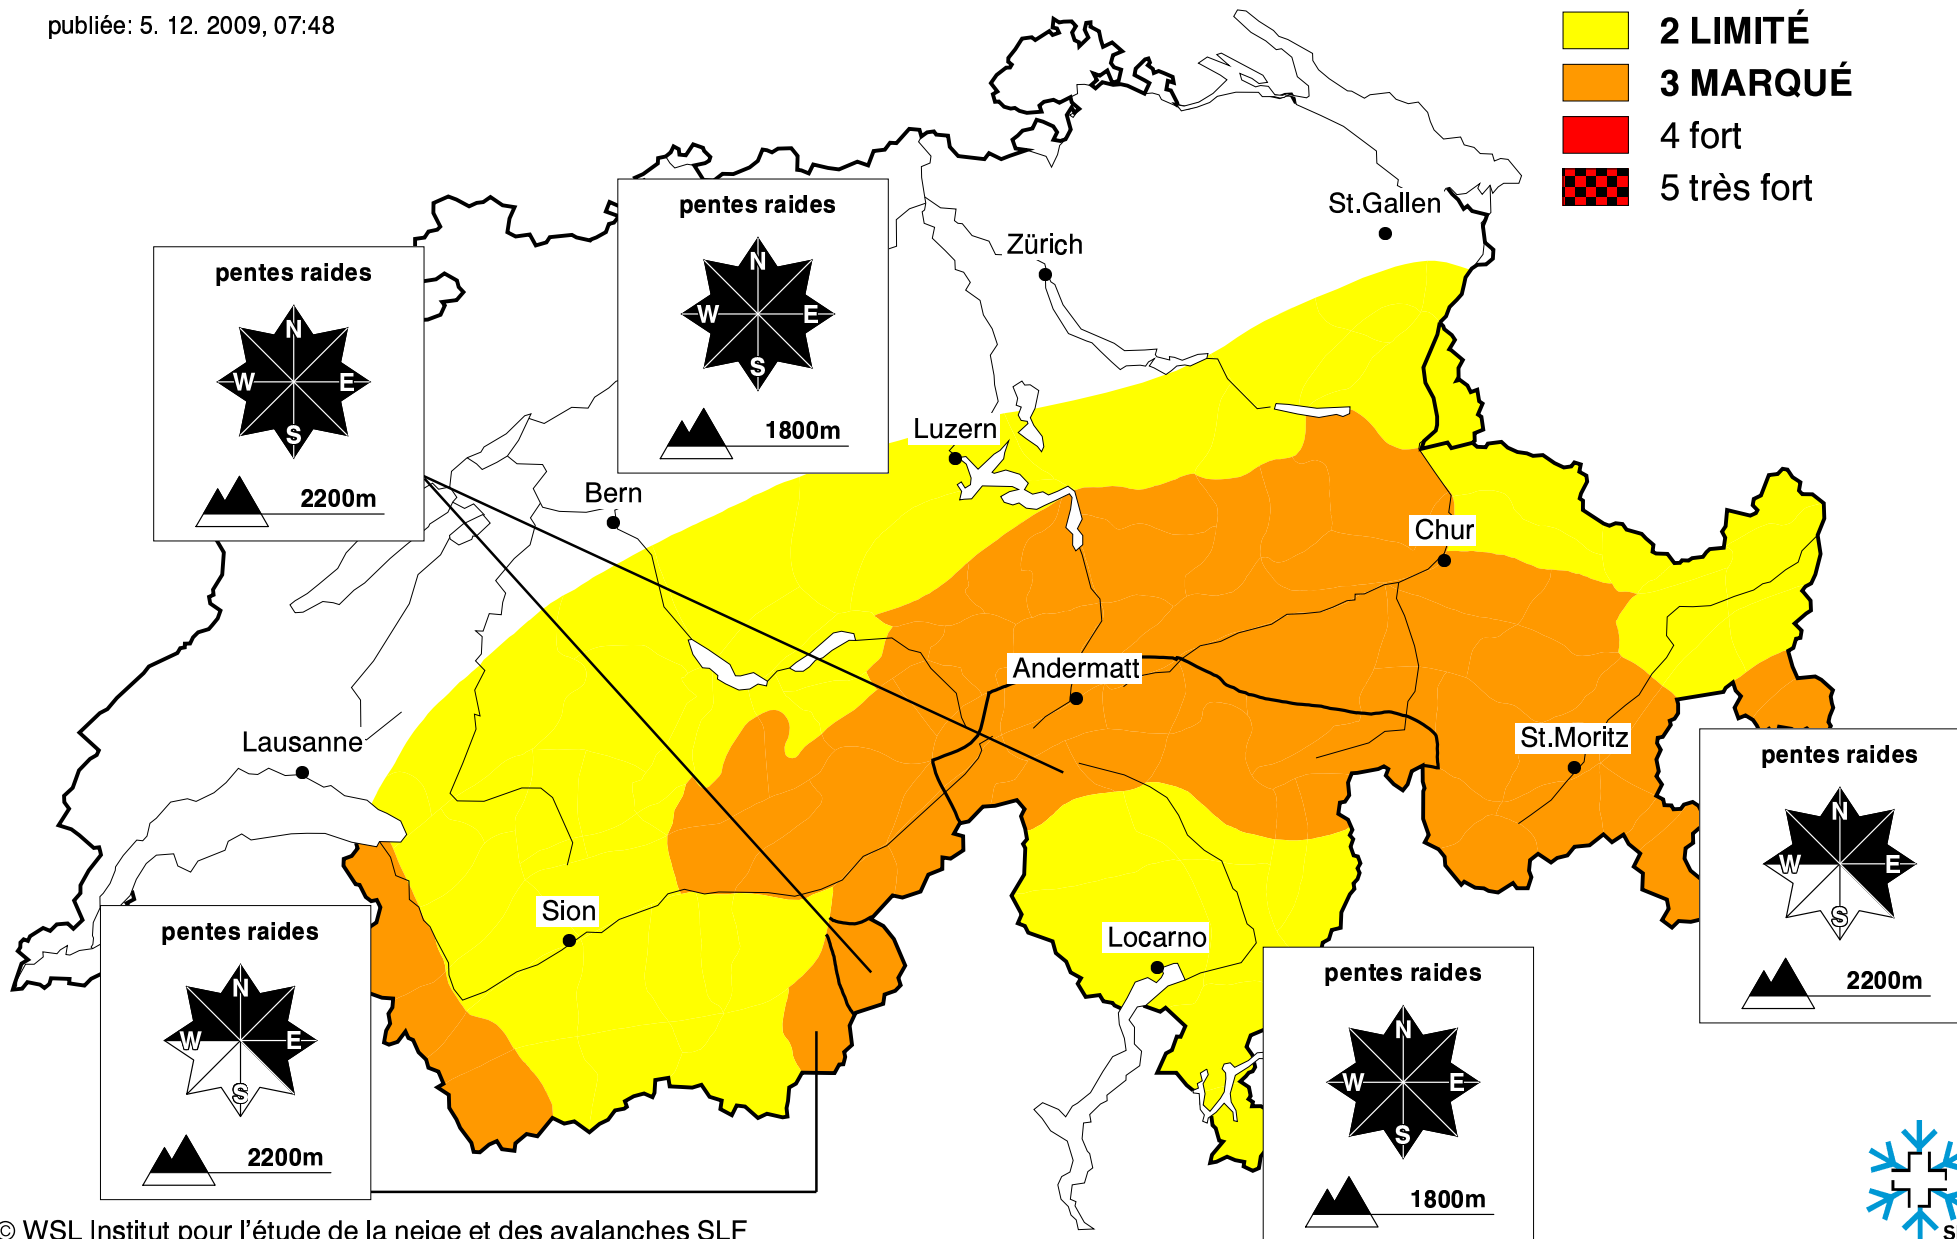 publiée: 5. 12. 2009, 07:48
2 LIMITÉ
3 MARQUÉ
4 fort
5 très fort
St.Gallen
Zürich
pentes raides
N
W E
S
1800m
pentes raides
N
W E
S
2200m
Luzern
Bern
Chur
Andermatt
St.Moritz
Lausanne
pentes raides
N
W E
S
2200m
Sion
Locarno
pentes raides
N
W E
S
2200m
pentes raides
N
W E
S
1800m
© WSL Institut pour l'étude de la neige et des avalanches SLF
S